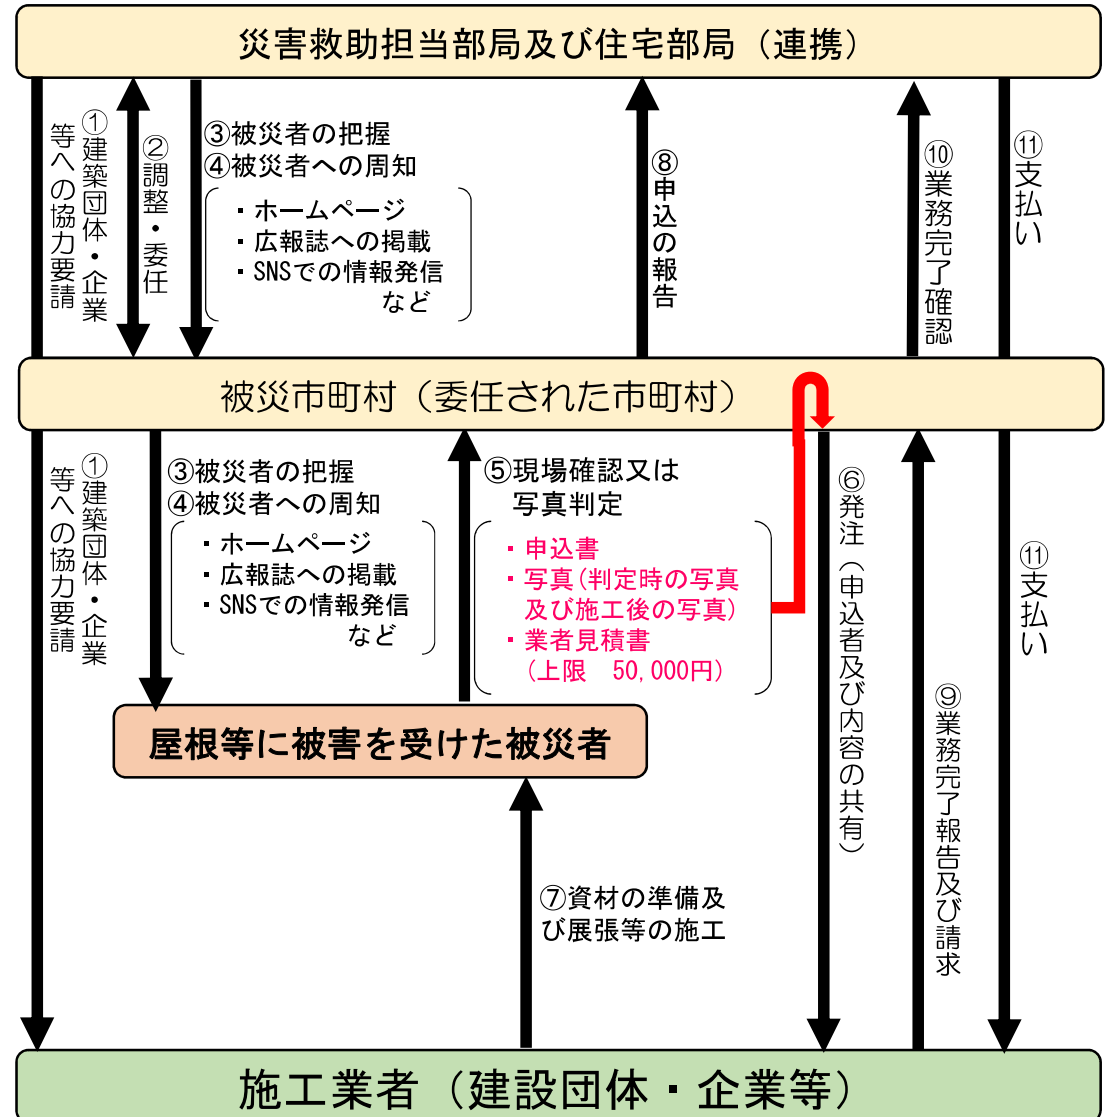 災害救助担当部局及び住宅部局（連携）
①建築団体・企業
等への協力要請
②調整・委任
③被災者の把握
④被災者への周知
・ホームページ
・広報誌への掲載
・SNSでの情報発信
など
⑧申込の報告
⑩業務完了確認
⑪支払い
被災市町村（委任された市町村）
①建築団体・企業
等への協力要請
③被災者の把握
④被災者への周知
・ホームページ
・広報誌への掲載
・SNSでの情報発信
など
⑤現場確認又は
写真判定
・申込書
・写真(判定時の写真
及び施工後の写真)
・業者見積書
(上限　50,000円)
⑥発注（申込者及び内容の共有）
⑨業務完了報告及び請求
⑪支払い
屋根等に被害を受けた被災者
⑦資材の準備及
び展張等の施工
施工業者（建設団体・企業等）